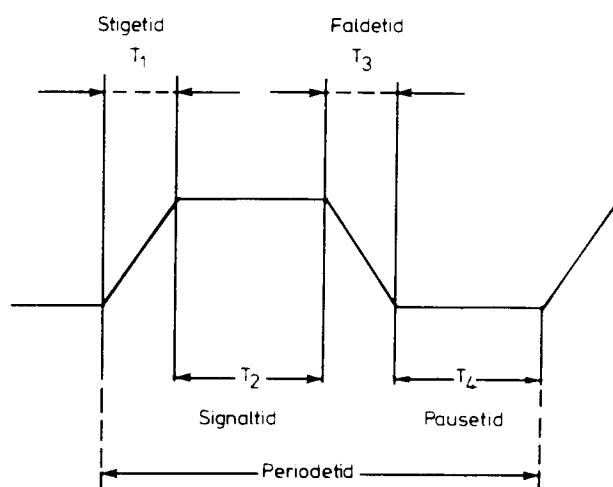 Stigetid
T1
Faldetid
T3
T2
T4
Signaltid
Pausetid
Periodetid